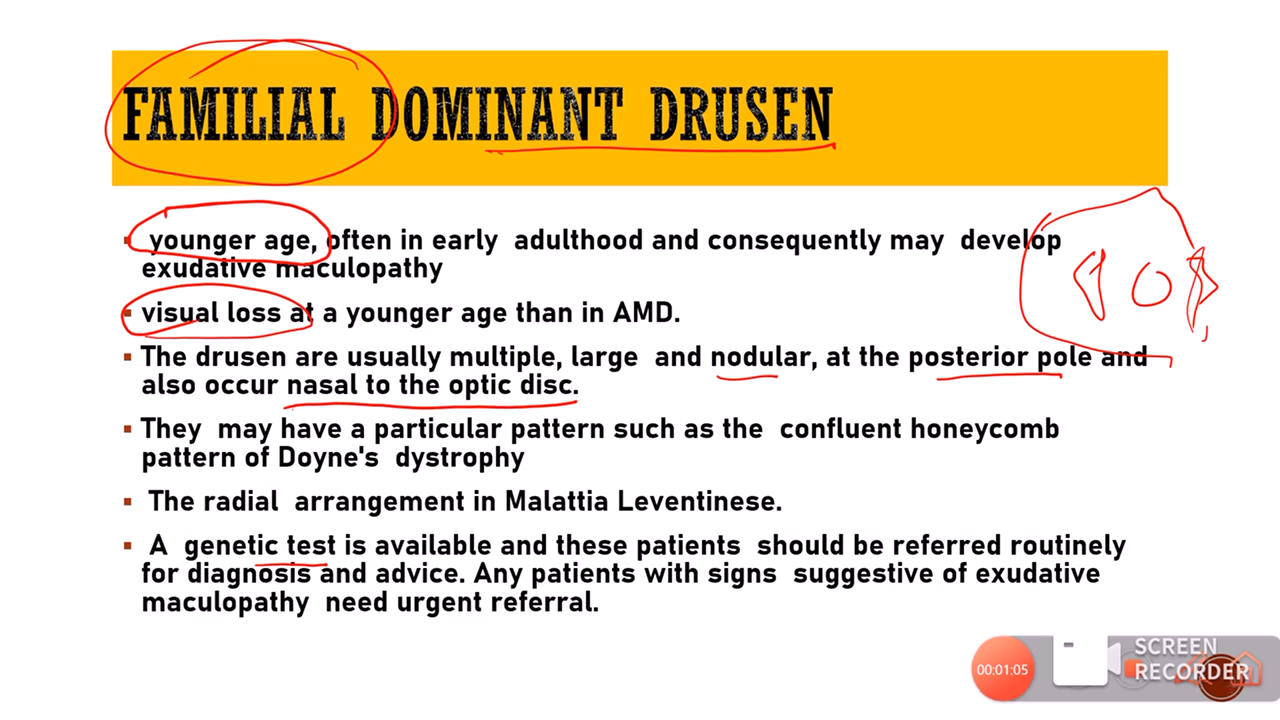 FAMILIAL DOMINANT DRUSEN
▪ younger age, often in early adulthood and consequently may develop
exudative maculopathy
▪ visual loss at a younger age than in AMD.
▪ The drusen are usually multiple, large and nodular, at the posterior pole and
also occur nasal to the optic disc.
▪ They may have a particular pattern such as the confluent honeycomb
pattern of Doyne's dystrophy
▪ The radial arrangement in Malattia Leventinese.
▪ A genetic test is available and these patients should be referred routinely
for diagnosis and advice. Any patients with signs suggestive of exudative
maculopathy need urgent referral.
00:01:05
SCREEN
RECORDER